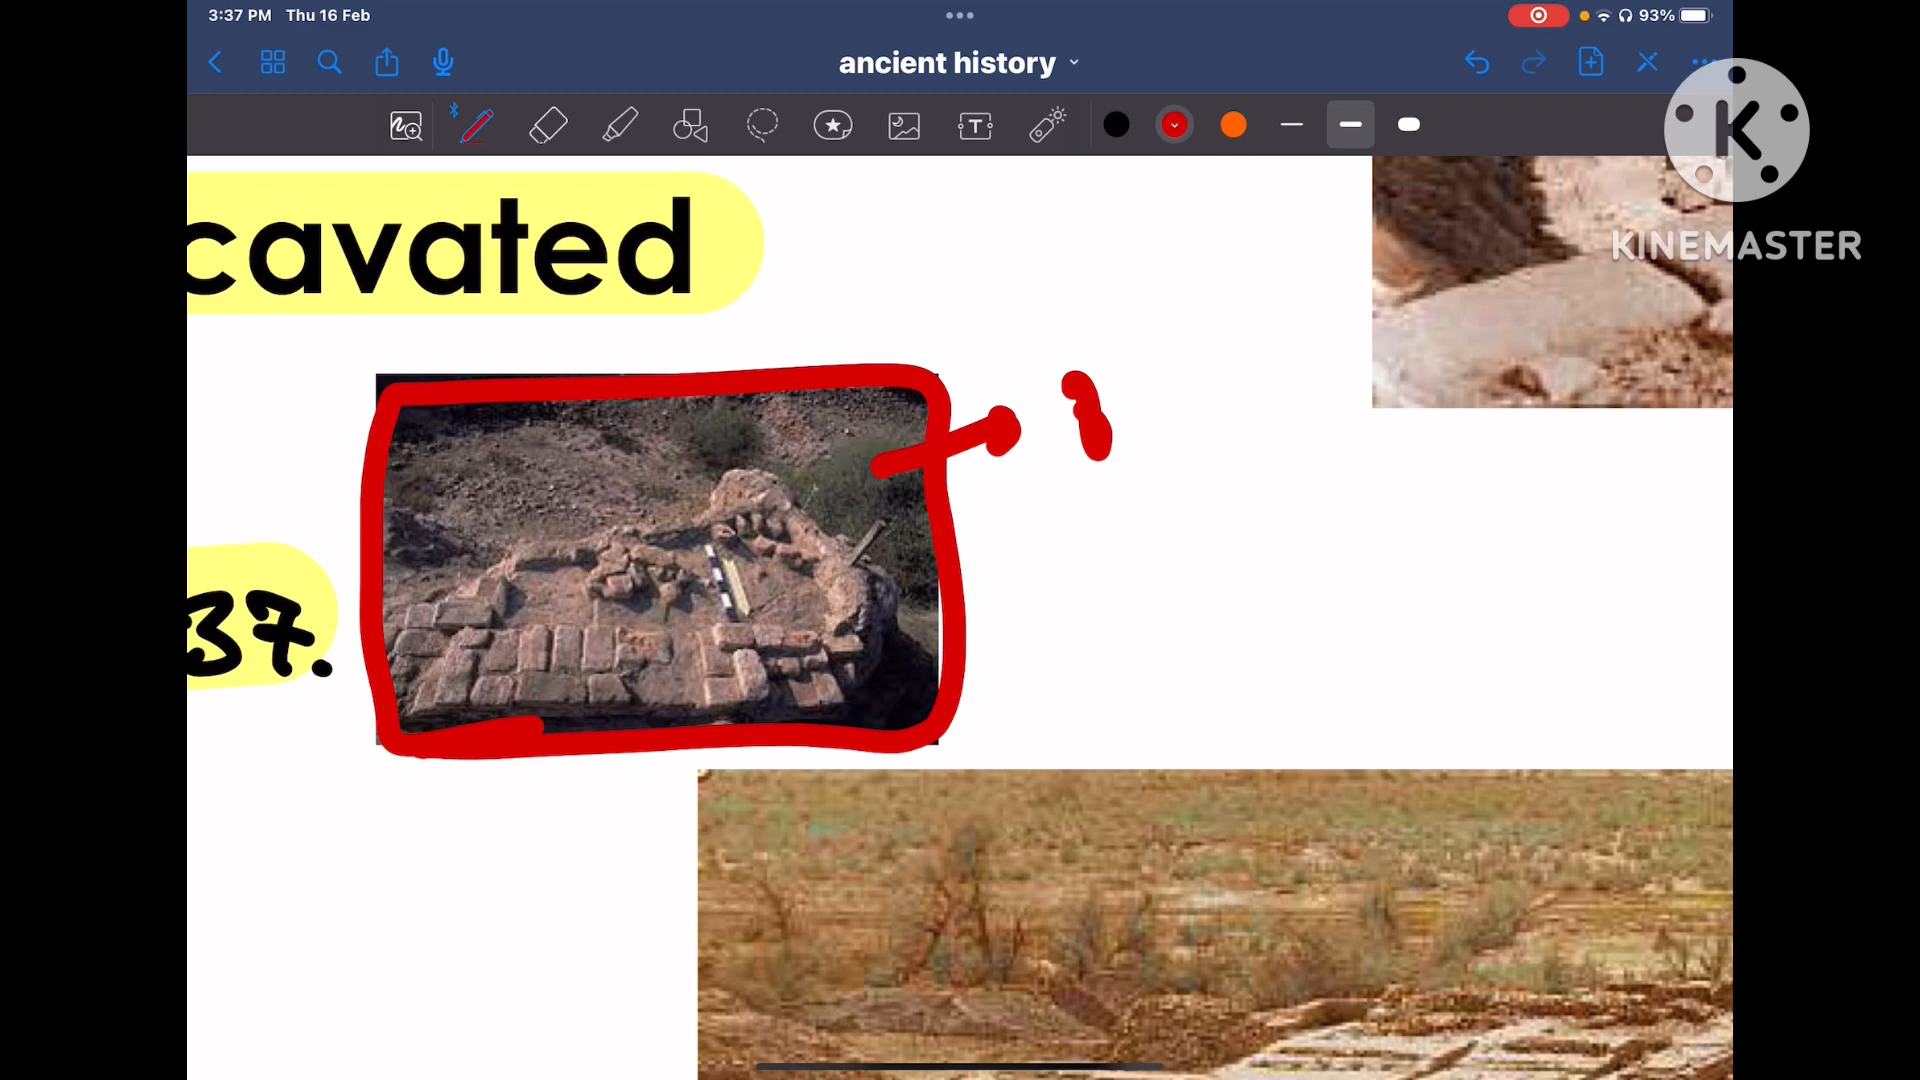 3:37 PM Thu 16 Feb
93%
ancient history
T
K
KINEMASTER
cavated
37.